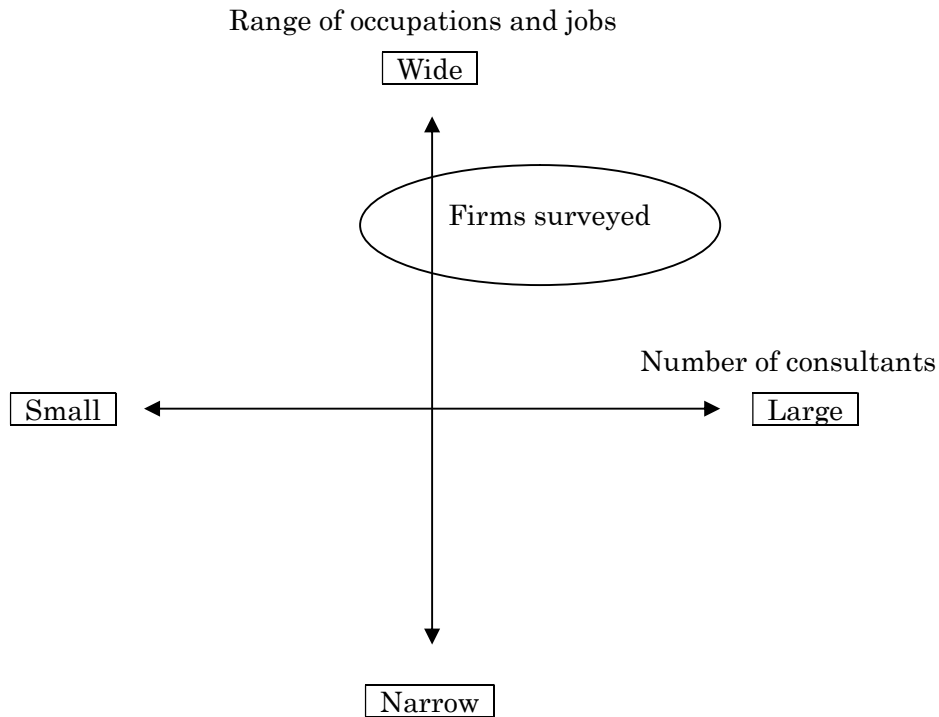 Range of occupations and jobs
Wide
Firms surveyed
Number of consultants
Small
Large
Narrow